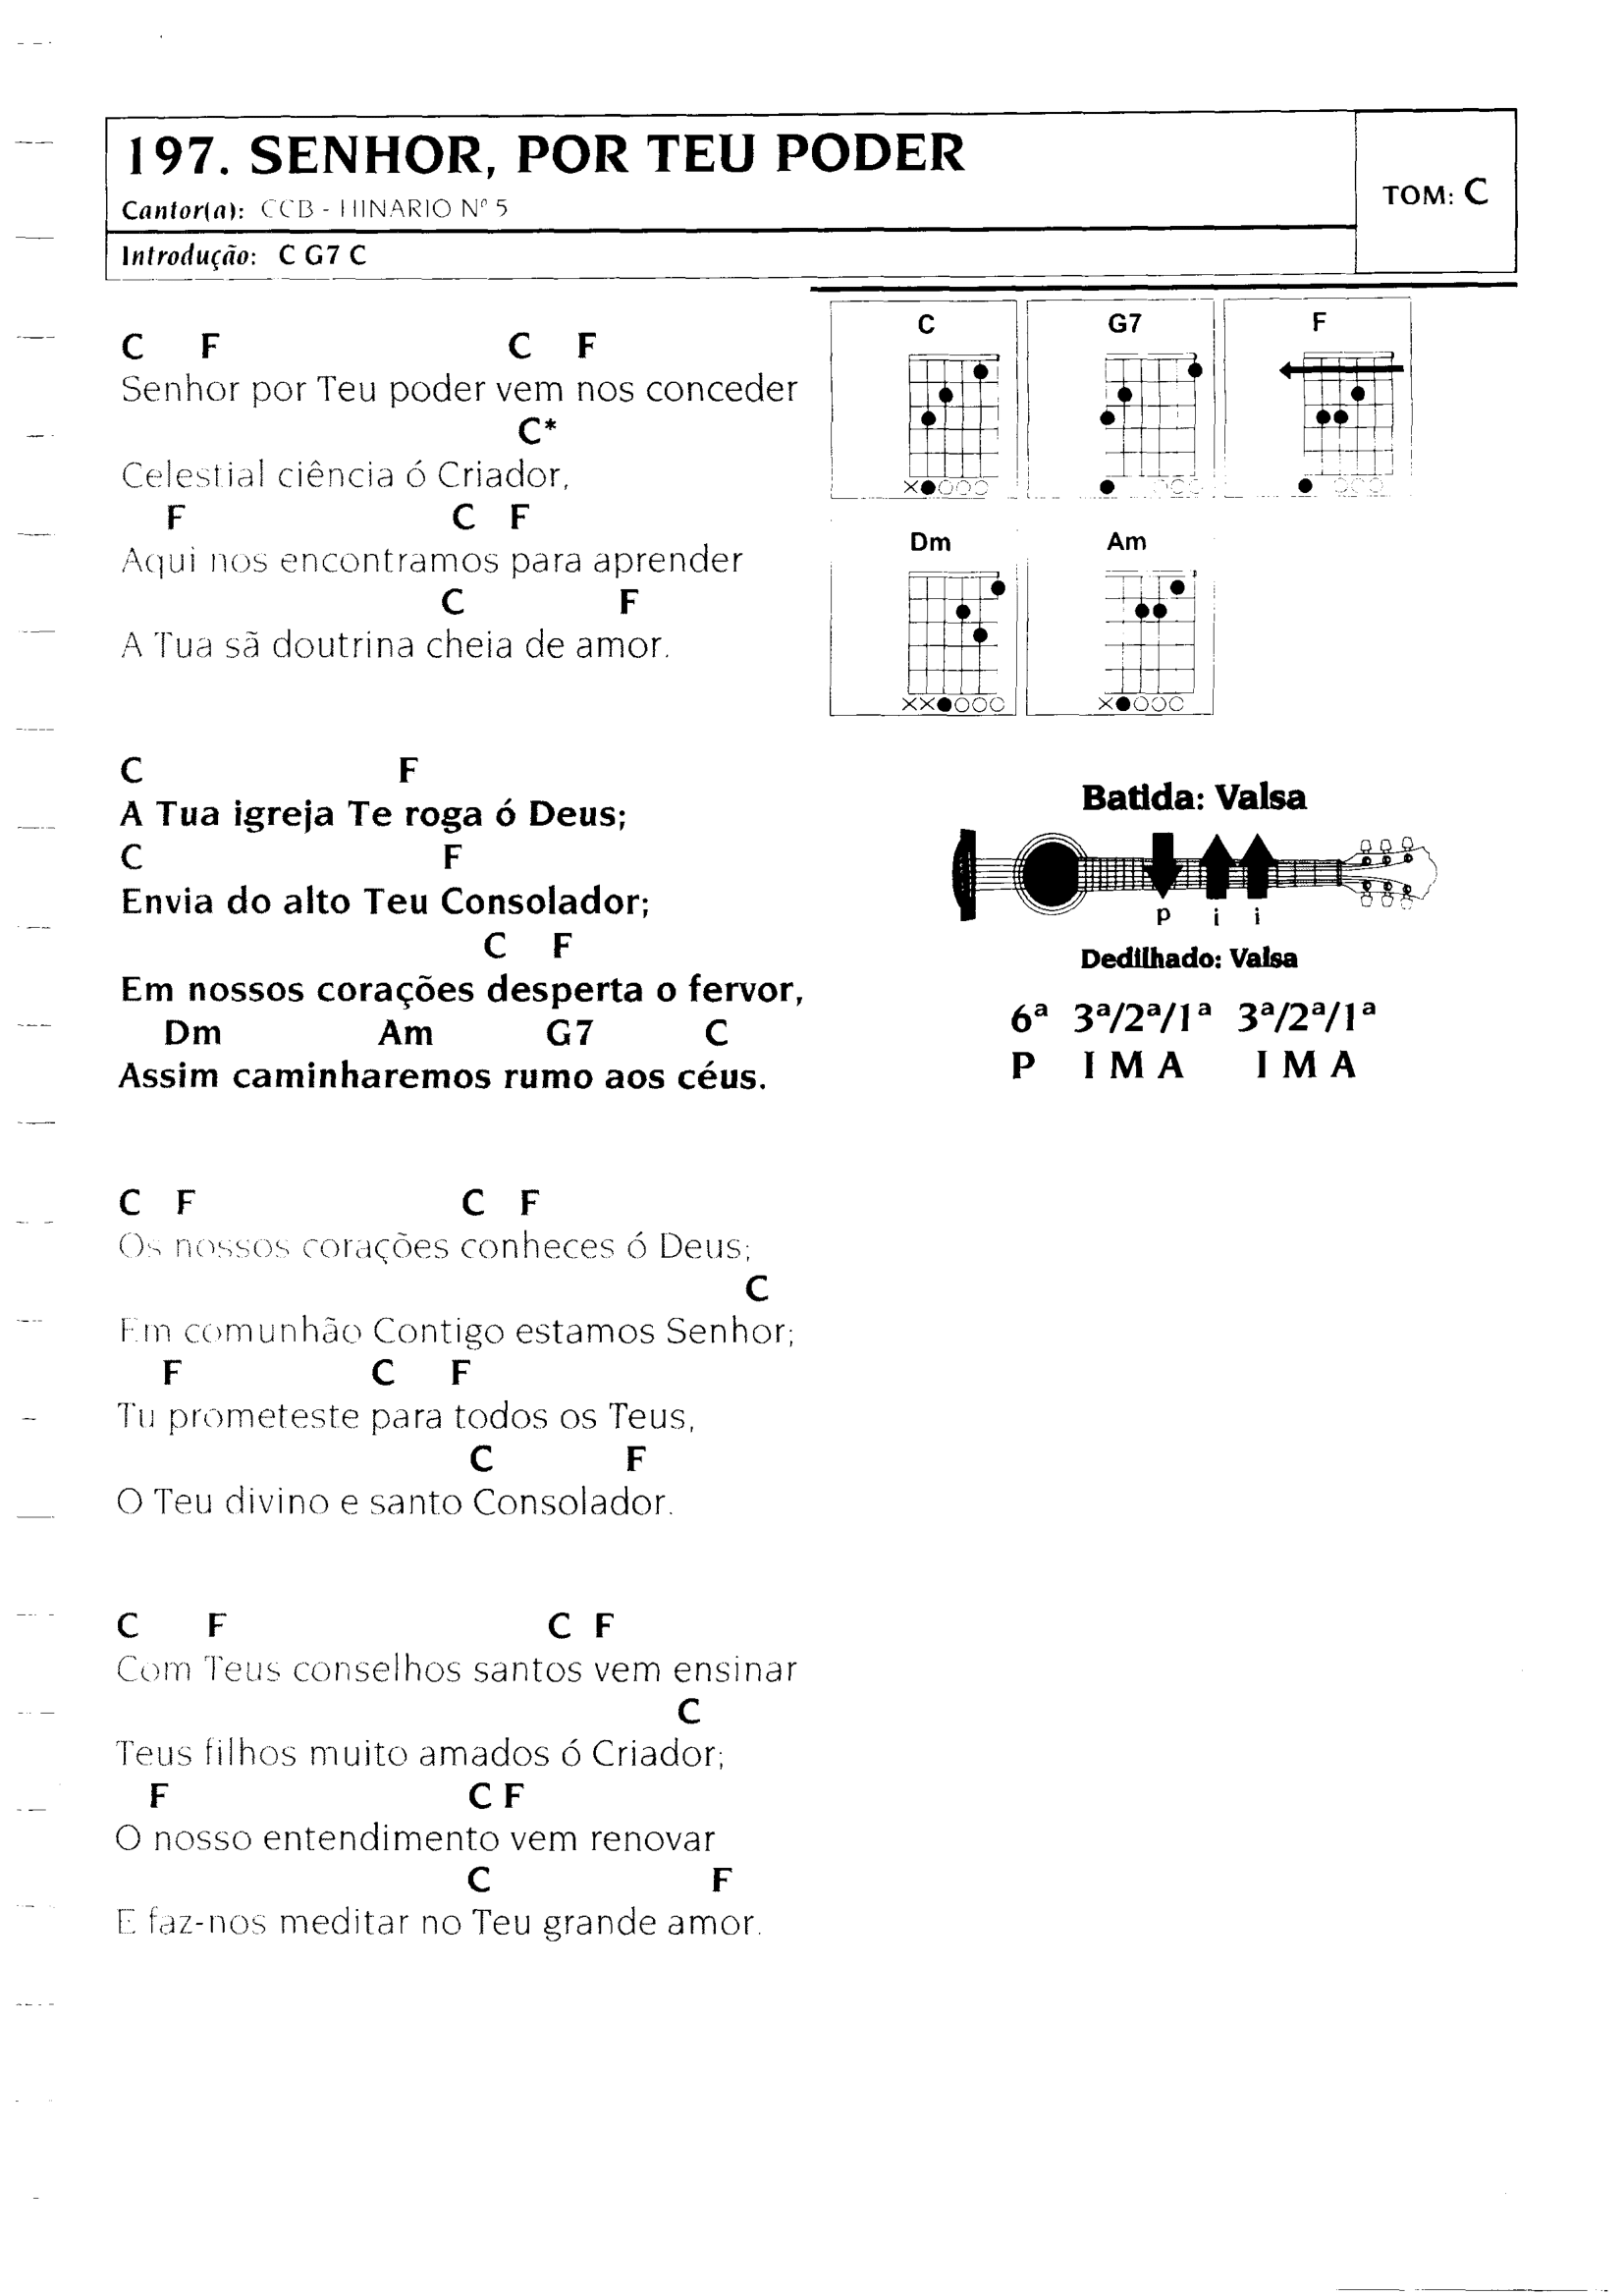 197. SENHOR, POR TEU PODER
Cantor(a): CCB - HINARIO Nº 5
TOM: C
Introdução: C G7 C
C F C F
Senhor por Teu poder vem nos conceder
C*
Celestial ciência ó Criador,
F C F
Aqui nos encontramos para aprender
C F
A Tua sã doutrina cheia de amor.
C F
A Tua igreja Te roga ó Deus;
C F
Envia do alto Teu Consolador;
C F
Em nossos corações desperta o fervor,
Dm Am G7 C
Assim caminharemos rumo aos céus.
C F C F
Os nossos corações conheces ó Deus;
C
Em comunhão Contigo estamos Senhor;
F C F
Tu prometeste para todos os Teus,
C F
O Teu divino e santo Consolador.
C F C F
Com Teus conselhos santos vem ensinar
C
Teus filhos muito amados ó Criador;
F C F
O nosso entendimento vem renovar
C F
E faz-nos meditar no Teu grande amor.
C G7 F
Dm Am
Batida: Valsa
p i i
Dedilhado: Valsa
6ª 3ª/2ª/1ª 3ª/2ª/1ª
P I M A I M A